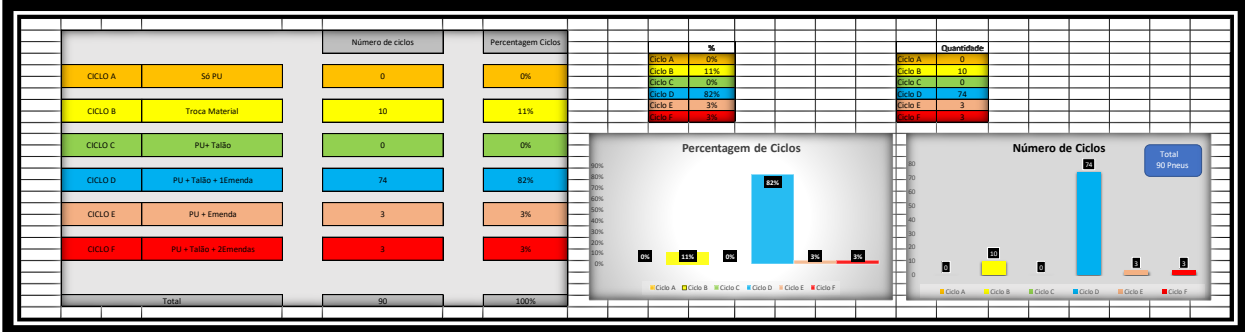 Número de ciclos Percentagem Ciclos
CICLO A Só PU 0 0%
CICLO B Troca Material 10 11%
CICLO C PU+ Talão 0 0%
CICLO D PU + Talão + 1Emenda 74 82%
CICLO E PU + Emenda 3 3%
CICLO F PU + Talão + 2Emendas 3 3%
Total 90 100%
%
Ciclo A 0%
Ciclo B 11%
Ciclo C 0%
Ciclo D 82%
Ciclo E 3%
Ciclo F 3%
Quantidade
Ciclo A 0
Ciclo B 10
Ciclo C 0
Ciclo D 74
Ciclo E 3
Ciclo F 3
Percentagem de Ciclos
90%
80%
70%
60%
50%
40%
30%
20%
10%
0%
0% 11% 0% 82% 3% 3%
Ciclo A Ciclo B Ciclo C Ciclo D Ciclo E Ciclo F
Número de Ciclos
Total
90 Pneus
80
70
60
50
40
30
20
10
0
0 10 0 74 3 3
Ciclo A Ciclo B Ciclo C Ciclo D Ciclo E Ciclo F